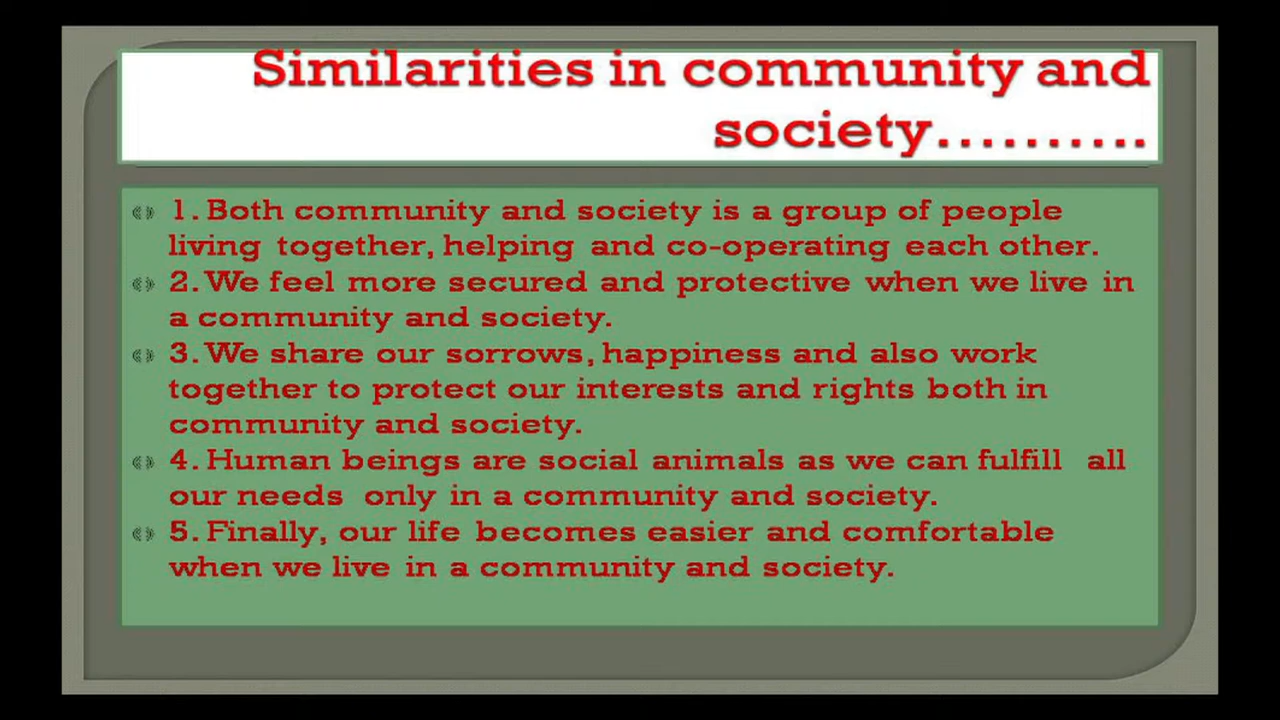 Similarities in community and
society..........
1. Both community and society is a group of people
living together, helping and co-operating each other.
2. We feel more secured and protective when we live in
a community and society.
3. We share our sorrows, happiness and also work
together to protect our interests and rights both in
community and society.
4. Human beings are social animals as we can fulfill all
our needs only in a community and society.
5. Finally, our life becomes easier and comfortable
when we live in a community and society.